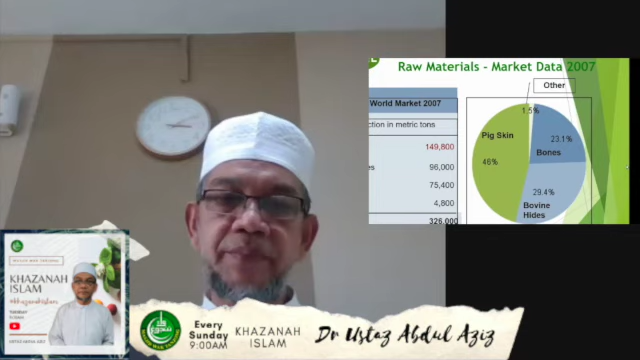 Raw Materials - Market Data 2007
World Market 2007
ction in metric tons
149,800
96,000
75,400
4,800
326,000
Other
1.5%
23.1%
Bones
Pig Skin
46%
29.4%
Bovine
Hides
KHAZANAH
ISLAM
Every
Sunday
9:00AM
KHAZANAH
ISLAM
Dr Ustaz Abdul Aziz